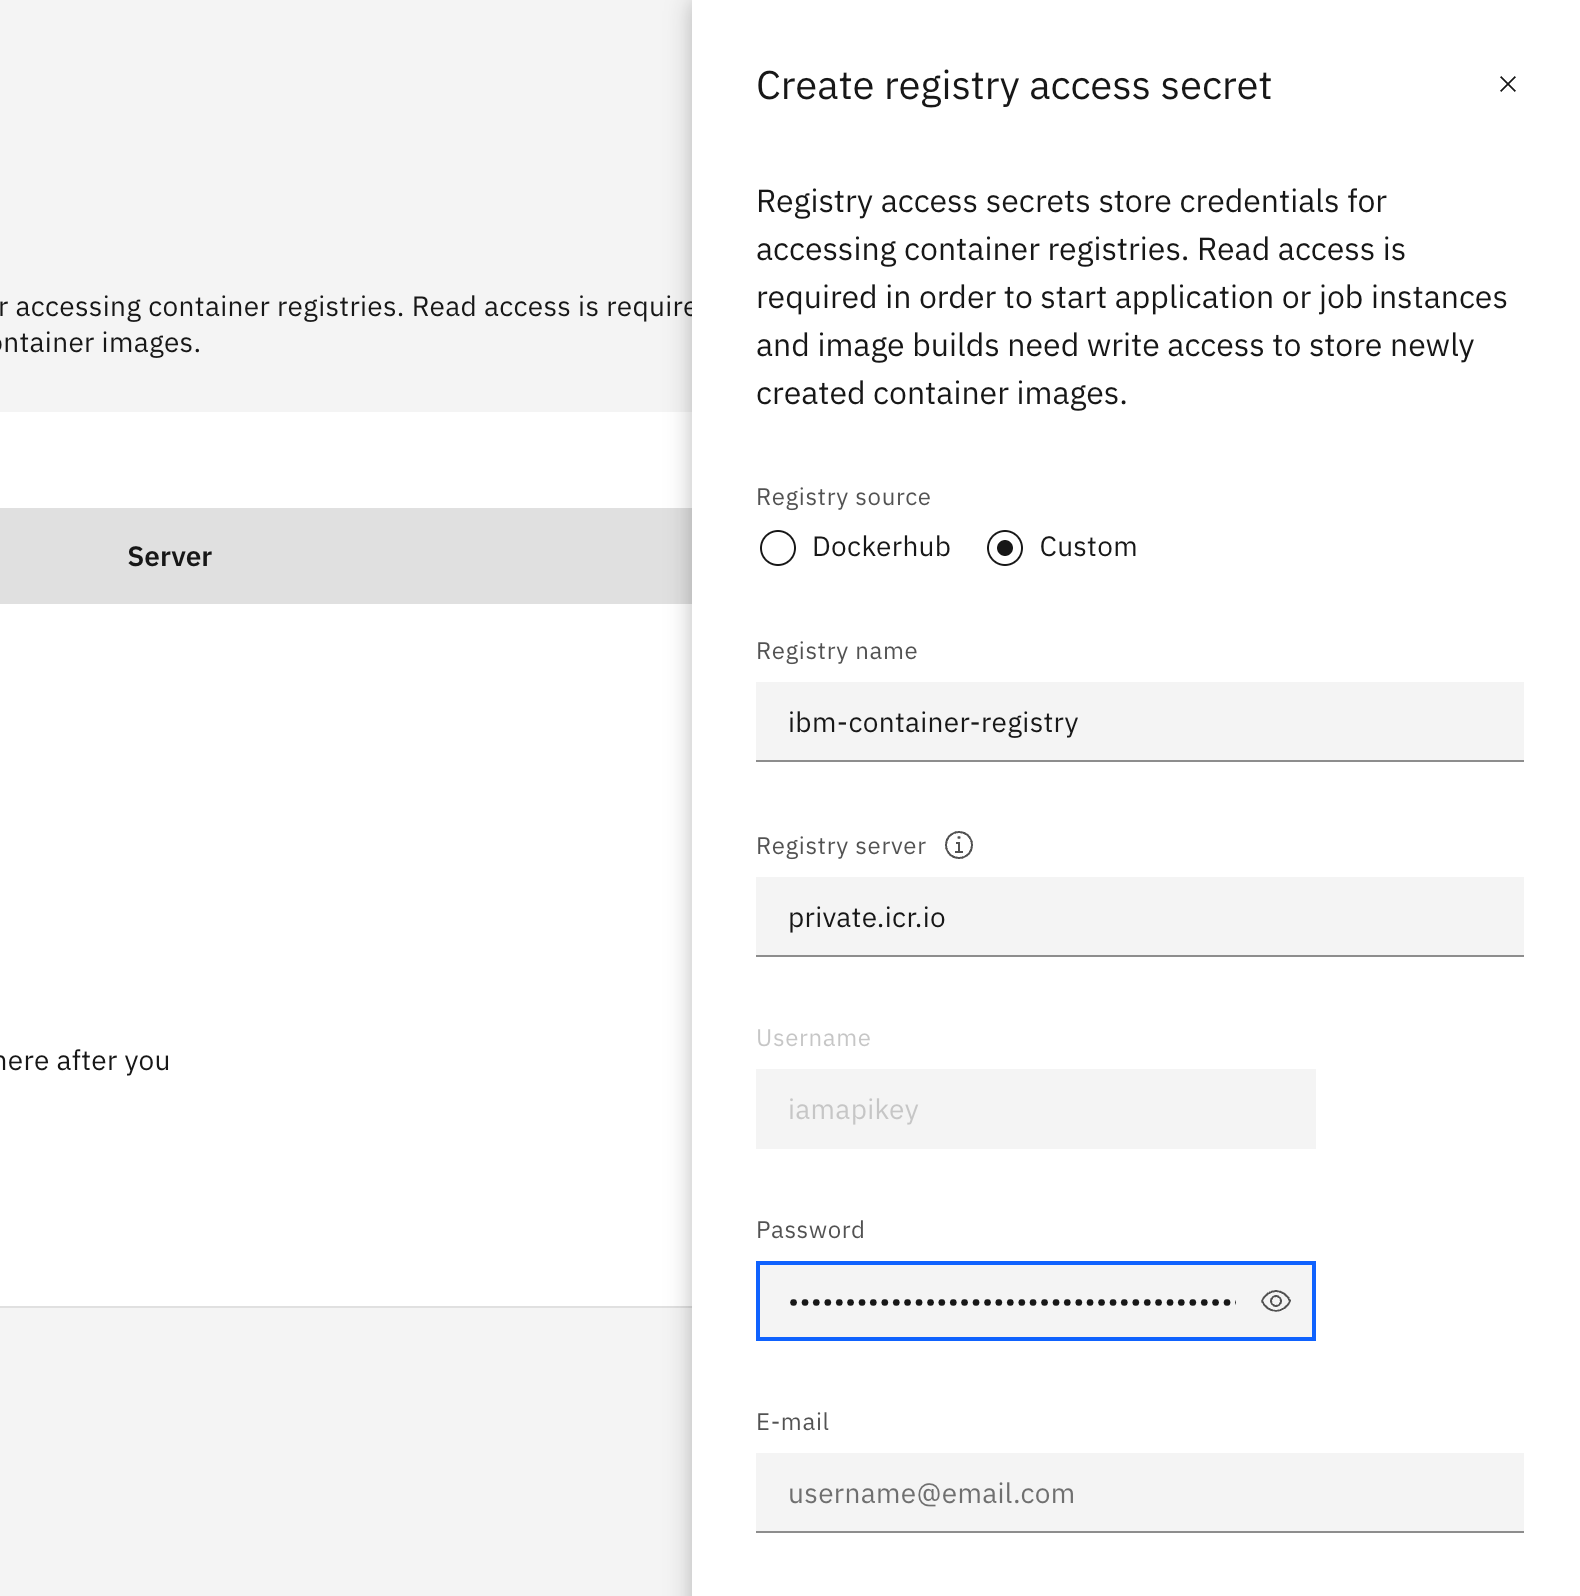 r accessing container registries. Read access is require
ontainer images.
Server
here after you
Create registry access secret
Registry access secrets store credentials for
accessing container registries. Read access is
required in order to start application or job instances
and image builds need write access to store newly
created container images.
Registry source
Dockerhub Custom
Registry name
ibm-container-registry
Registry server
private.icr.io
Username
iamapikey
Password
E-mail
username@email.com